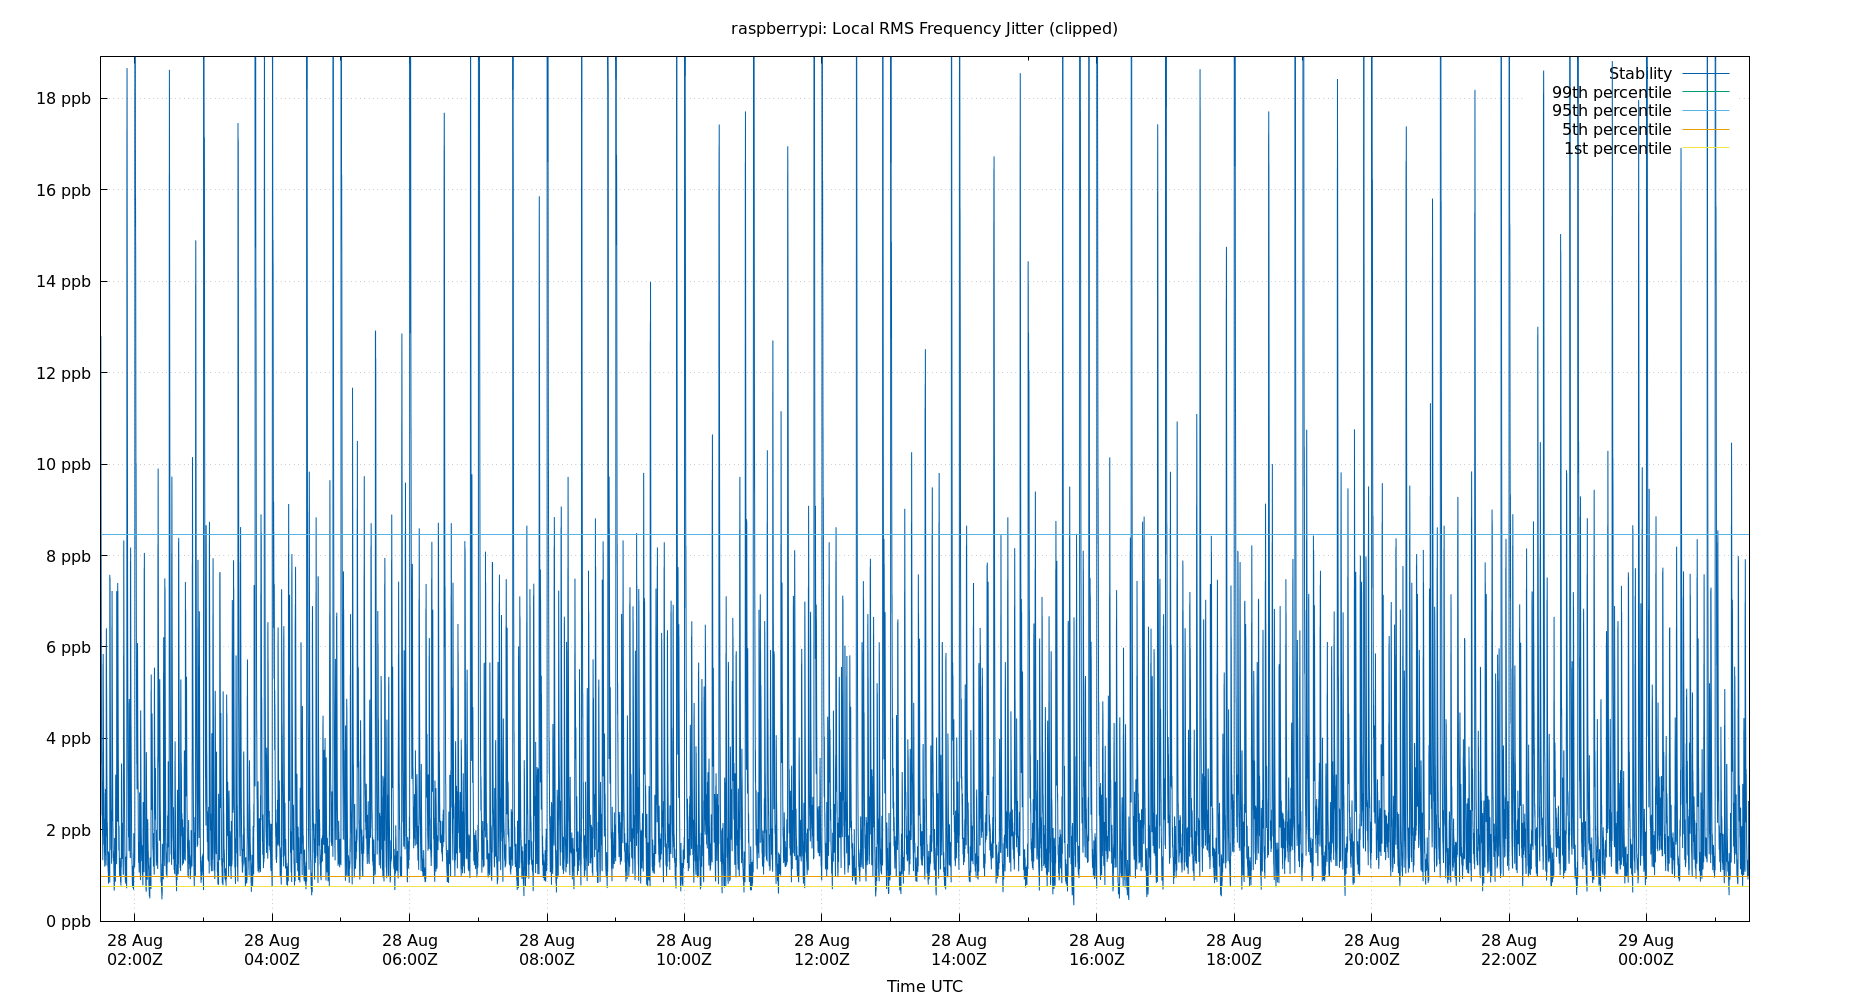 raspberrypi: Local RMS Frequency Jitter (clipped)
Stability
99th percentile
95th percentile
5th percentile
1st percentile
18 ppb
16 ppb
14 ppb
12 ppb
10 ppb
8 ppb
6 ppb
4 ppb
2 ppb
0 ppb
28 Aug 28 Aug 28 Aug 28 Aug 28 Aug 28 Aug 28 Aug 28 Aug 28 Aug 28 Aug 28 Aug 29 Aug
02:00Z 04:00Z 06:00Z 08:00Z 10:00Z 12:00Z 14:00Z 16:00Z 18:00Z 20:00Z 22:00Z 00:00Z
Time UTC